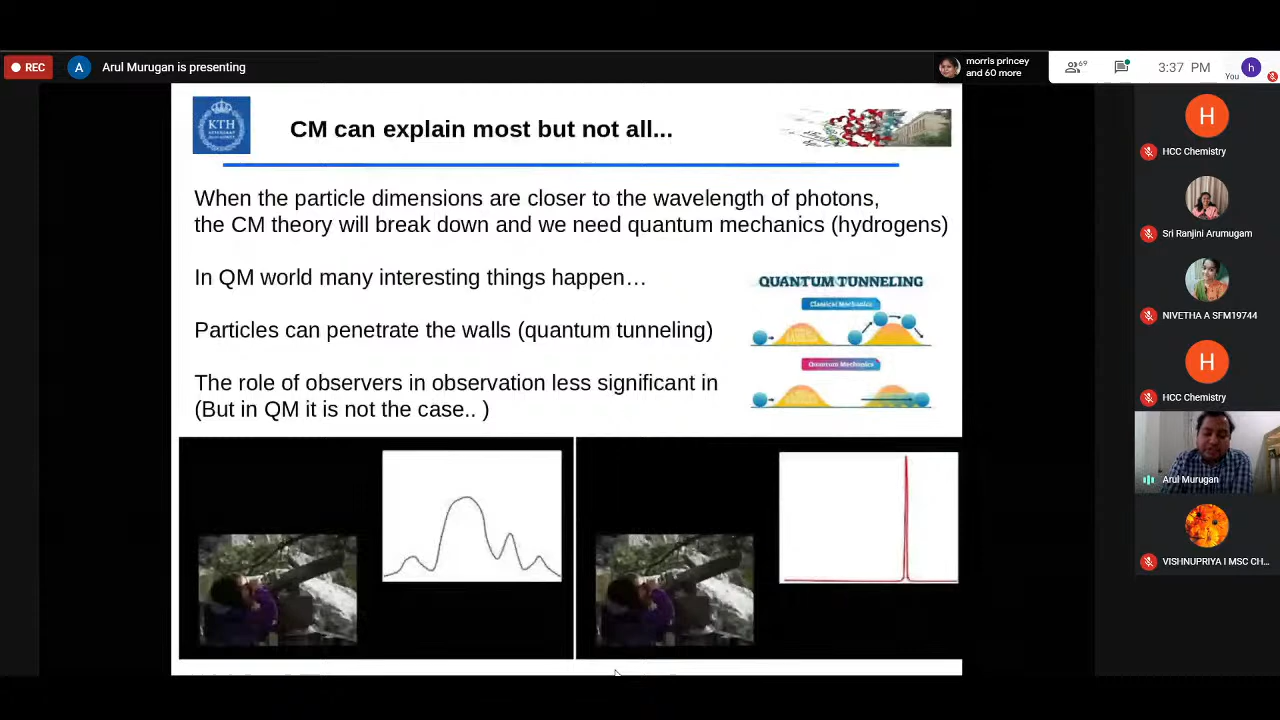 REC
A
Arul Murugan is presenting
morris princey
and 60 more
69
3:37 PM
You
h
KTH
CM can explain most but not all...
When the particle dimensions are closer to the wavelength of photons,
the CM theory will break down and we need quantum mechanics (hydrogens)
In QM world many interesting things happen…
Particles can penetrate the walls (quantum tunneling)
The role of observers in observation less significant in
(But in QM it is not the case.. )
QUANTUM TUNNELING
Classical Mechanics
Quantum Mechanics
H
HCC Chemistry
Sri Ranjini Arumugam
NIVETHA A SFM19744
H
HCC Chemistry
Arul Murugan
VISHNUPRIYA I MSC CH...